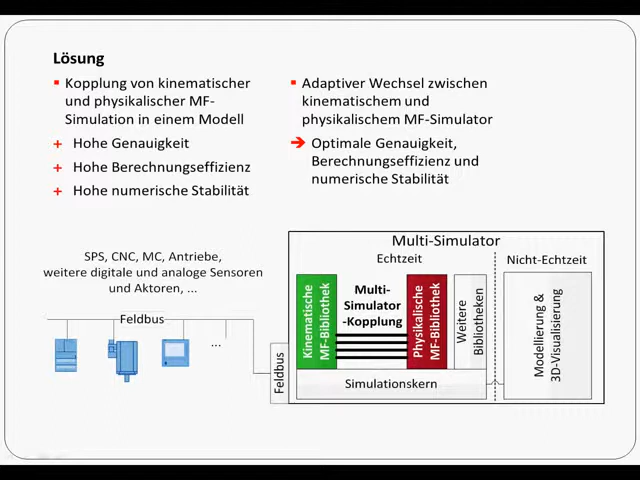 Lösung
Kopplung von kinematischer
und physikalischer MF-
Simulation in einem Modell
+ Hohe Genauigkeit
+ Hohe Berechnungseffizienz
+ Hohe numerische Stabilität
Adaptiver Wechsel zwischen
kinematischem und
physikalischem MF-Simulator
➔ Optimale Genauigkeit,
Berechnungseffizienz und
numerische Stabilität
SPS, CNC, MC, Antriebe,
weitere digitale und analoge Sensoren
und Aktoren, ...
Feldbus
...
Feldbus
Multi-Simulator
Echtzeit
Nicht-Echtzeit
Kinematische
MF-Bibliothek
Multi-
Simulator
-Kopplung
Physikalische
MF-Bibliothek
Weitere
Bibliotheken
Simulationskern
Modellierung &
3D-Visualisierung